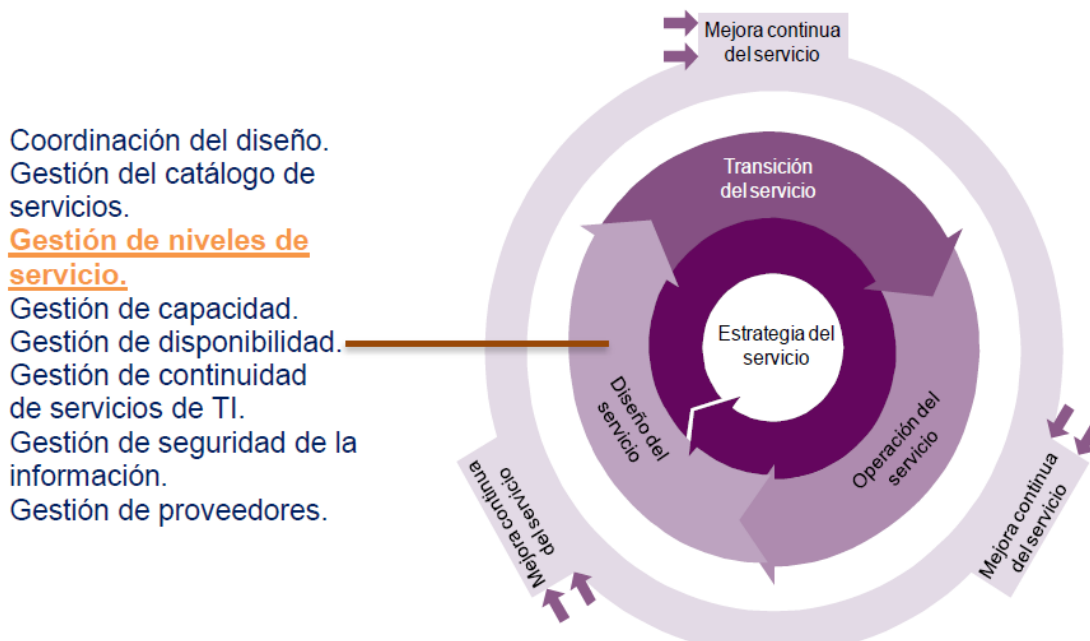 Coordinación del diseño.
Gestión del catálogo de
servicios.
Gestión de niveles de
servicio.
Gestión de capacidad.
Gestión de disponibilidad.
Gestión de continuidad
de servicios de TI.
Gestión de seguridad de la
información.
Gestión de proveedores.
Mejora continua
del servicio
Transición
del servicio
Estrategia del
servicio
Diseño del
servicio
Operación del
servicio
Mejora continua
del servicio
Mejora continua
del servicio